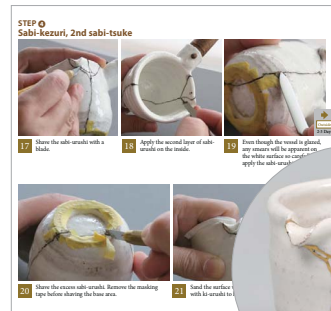 STEP 4
Sabi-kezuri, 2nd sabi-tsuke
17 Shave the sabi-urushi with a
blade.
18 Apply the second layer of sabi-
urushi on the inside.
19 Even though the vessel is glazed,
any smears will be apparent on
the white surface so careful
apply the sabi-urush
20 Shave the excess sabi-urushi. Remove the masking
tape before shaving the base area.
21 Sand the surface
with ki-urushi to